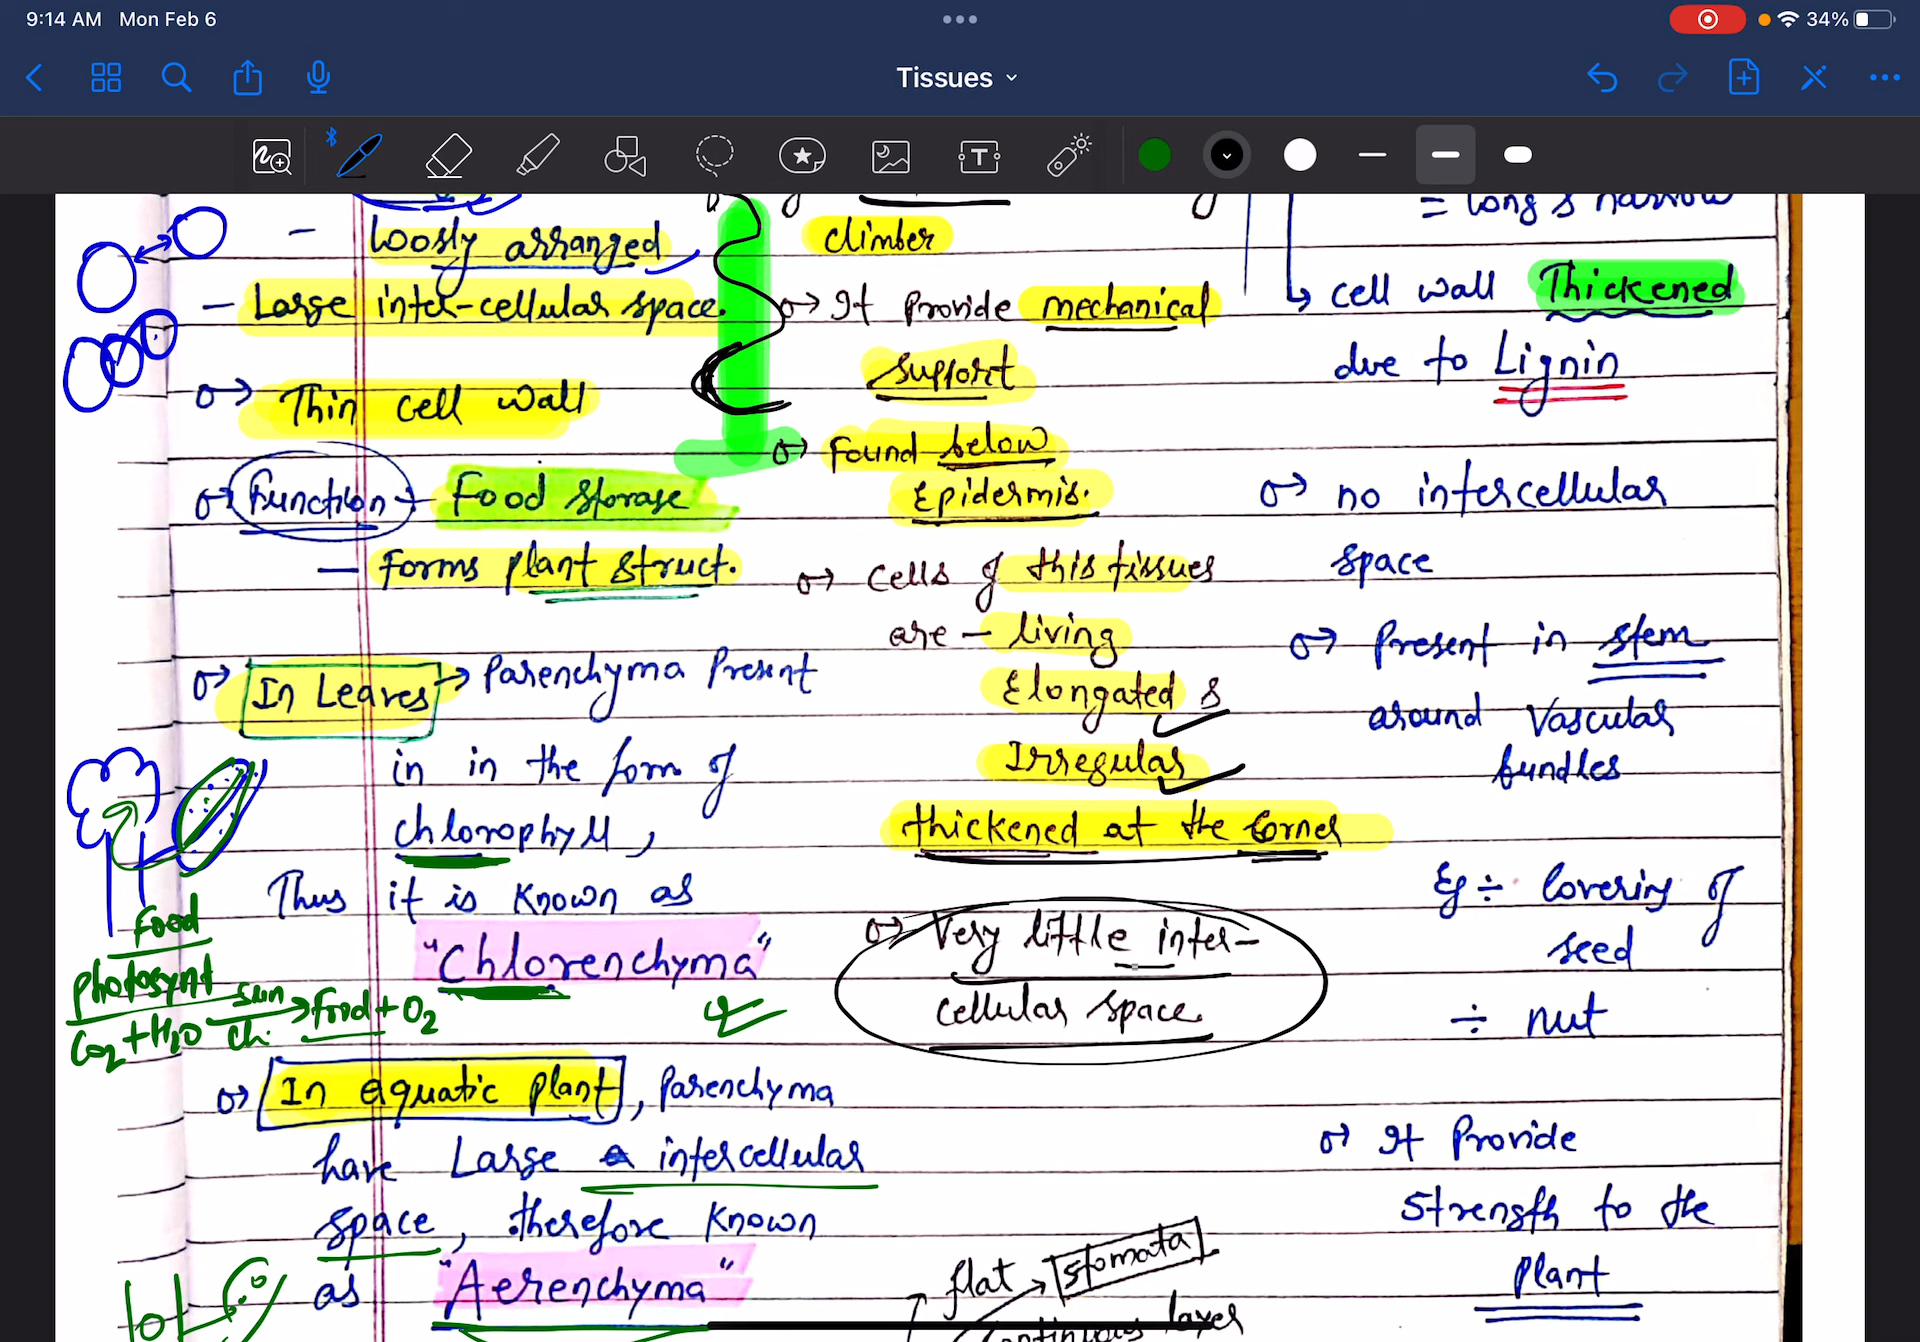 9:14 AM Mon Feb 6
34%
Tissues
- Loosly arranged
- Large inter-cellular space.
Thin cell wall
Function - Food storage
- forms plant struct.
In Leaves → Parenchyma Present
in in the form of
chlorophyll,
Thus it is known as
"Chlorenchyma"
Food
photosynt
CO2 + H2O sun → food + O2
Ch.
In aquatic plant, Parenchyma
have Large intercellular
space, therefore known
as "Aerenchyma"
climber
It Provide mechanical
support
Found below
Epidermis.
Cells of this tissues
are - living
Elongated &
Irregular
thickened at the corner
Very little inter-
cellular space.
flat → stomata
continuous layer
= long & narrow
cell wall Thickened
due to Lignin
no intercellular
space
Present in stem
around Vascular
bundles
Eg ÷ Covering of
seed
÷ nut
It Provide
Strength to the
Plant